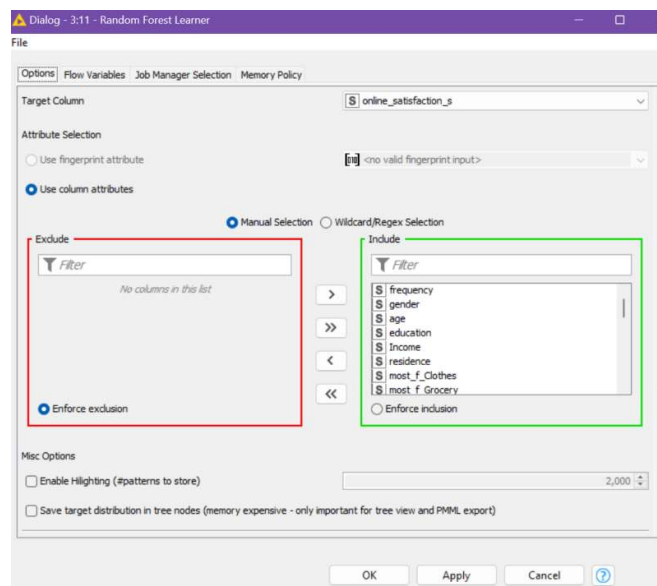 Dialog - 3:11 - Random Forest Learner
File
Options Flow Variables Job Manager Selection Memory Policy
Target Column S online_satisfaction_s
Attribute Selection
Use fingerprint attribute <no valid fingerprint input>
Use column attributes
Manual Selection Wildcard/Regex Selection
Exclude Include
Filter Filter
No columns in this list
S frequency
S gender
S age
S education
S Income
S residence
S most_f_Clothes
S most_f_Grocery
> 
>>
<
<<
Enforce exclusion Enforce inclusion
Misc Options
Enable Hilighting (#patterns to store) 2,000
Save target distribution in tree nodes (memory expensive - only important for tree view and PMML export)
OK Apply Cancel ?